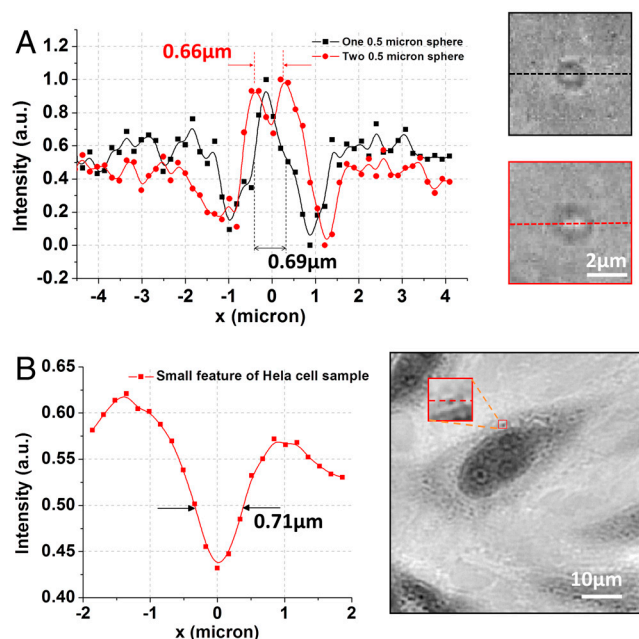 A
0.66μm
One 0.5 micron sphere
Two 0.5 micron sphere
Intensity (a.u.)
1.2
1.0
0.8
0.6
0.4
0.2
0.0
0.69μm
-4 -3 -2 -1 0 1 2 3 4
x (micron)
2μm
B
Small feature of Hela cell sample
Intensity (a.u.)
0.65
0.60
0.55
0.50
0.45
0.40
0.71μm
-2 -1 0 1 2
x (micron)
10μm